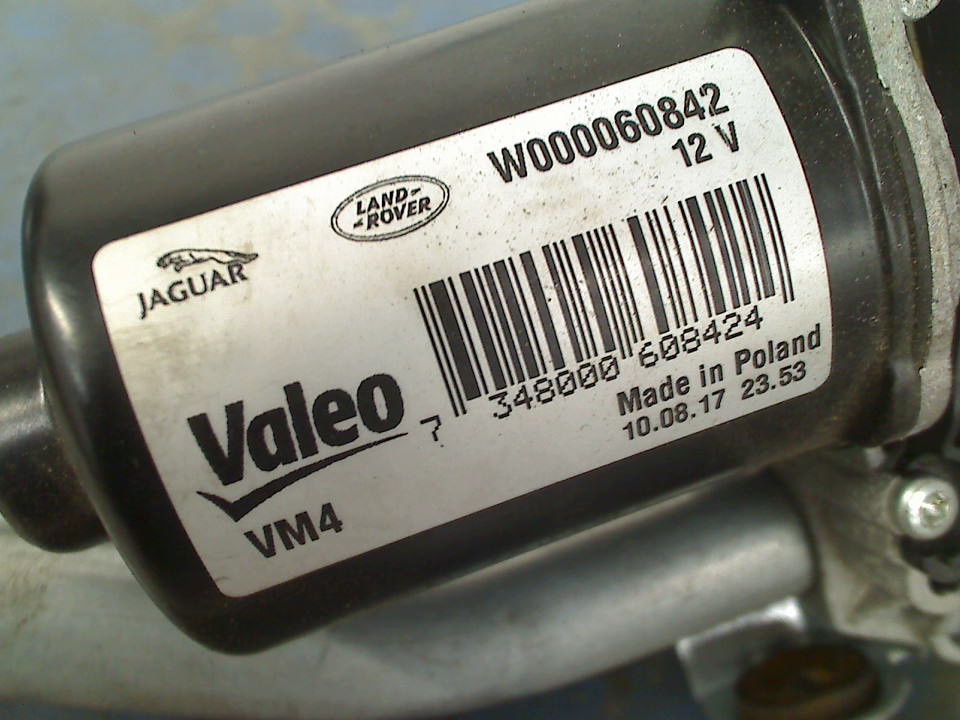 W000060842
12 V
LAND-
-ROVER
JAGUAR
7 348000 608424
Made in Poland
10.08.17 23.53
Valeo
VM4